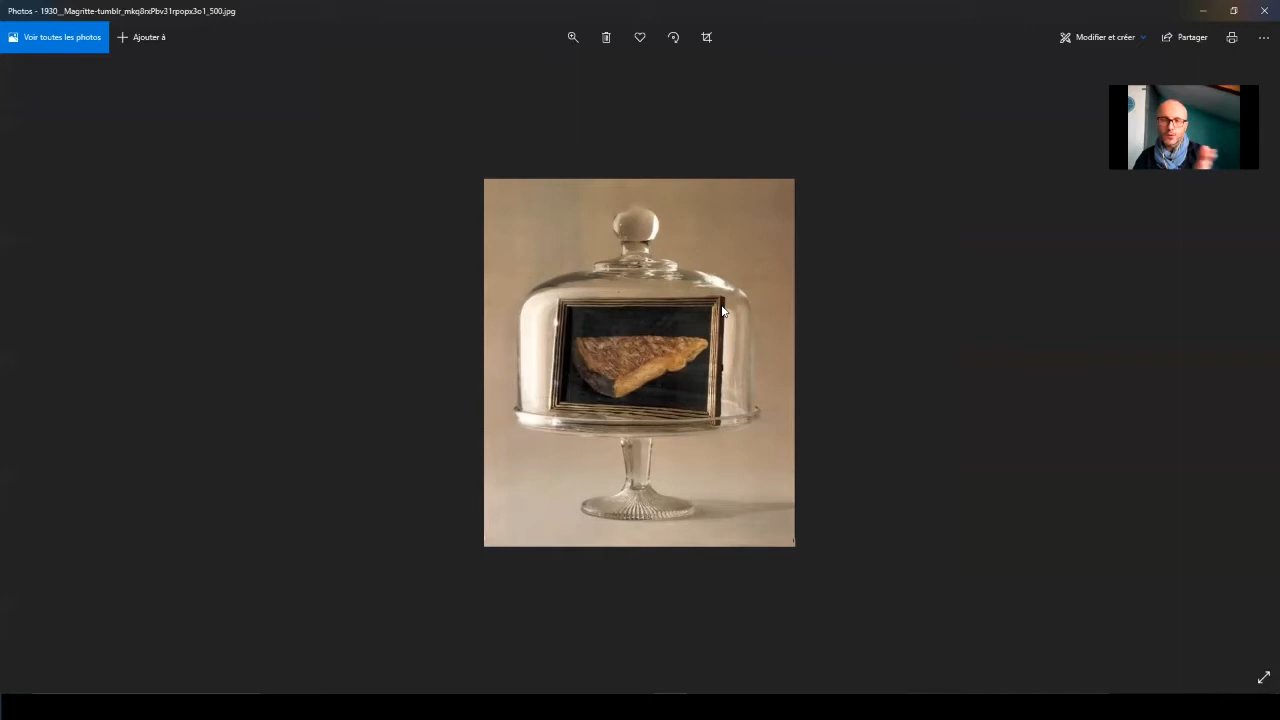 Photos - 1930__Magritte-tumblr_mkq8rxPbv31rpopx3o1_500.jpg
Voir toutes les photos
Ajouter à
Modifier et créer
Partager